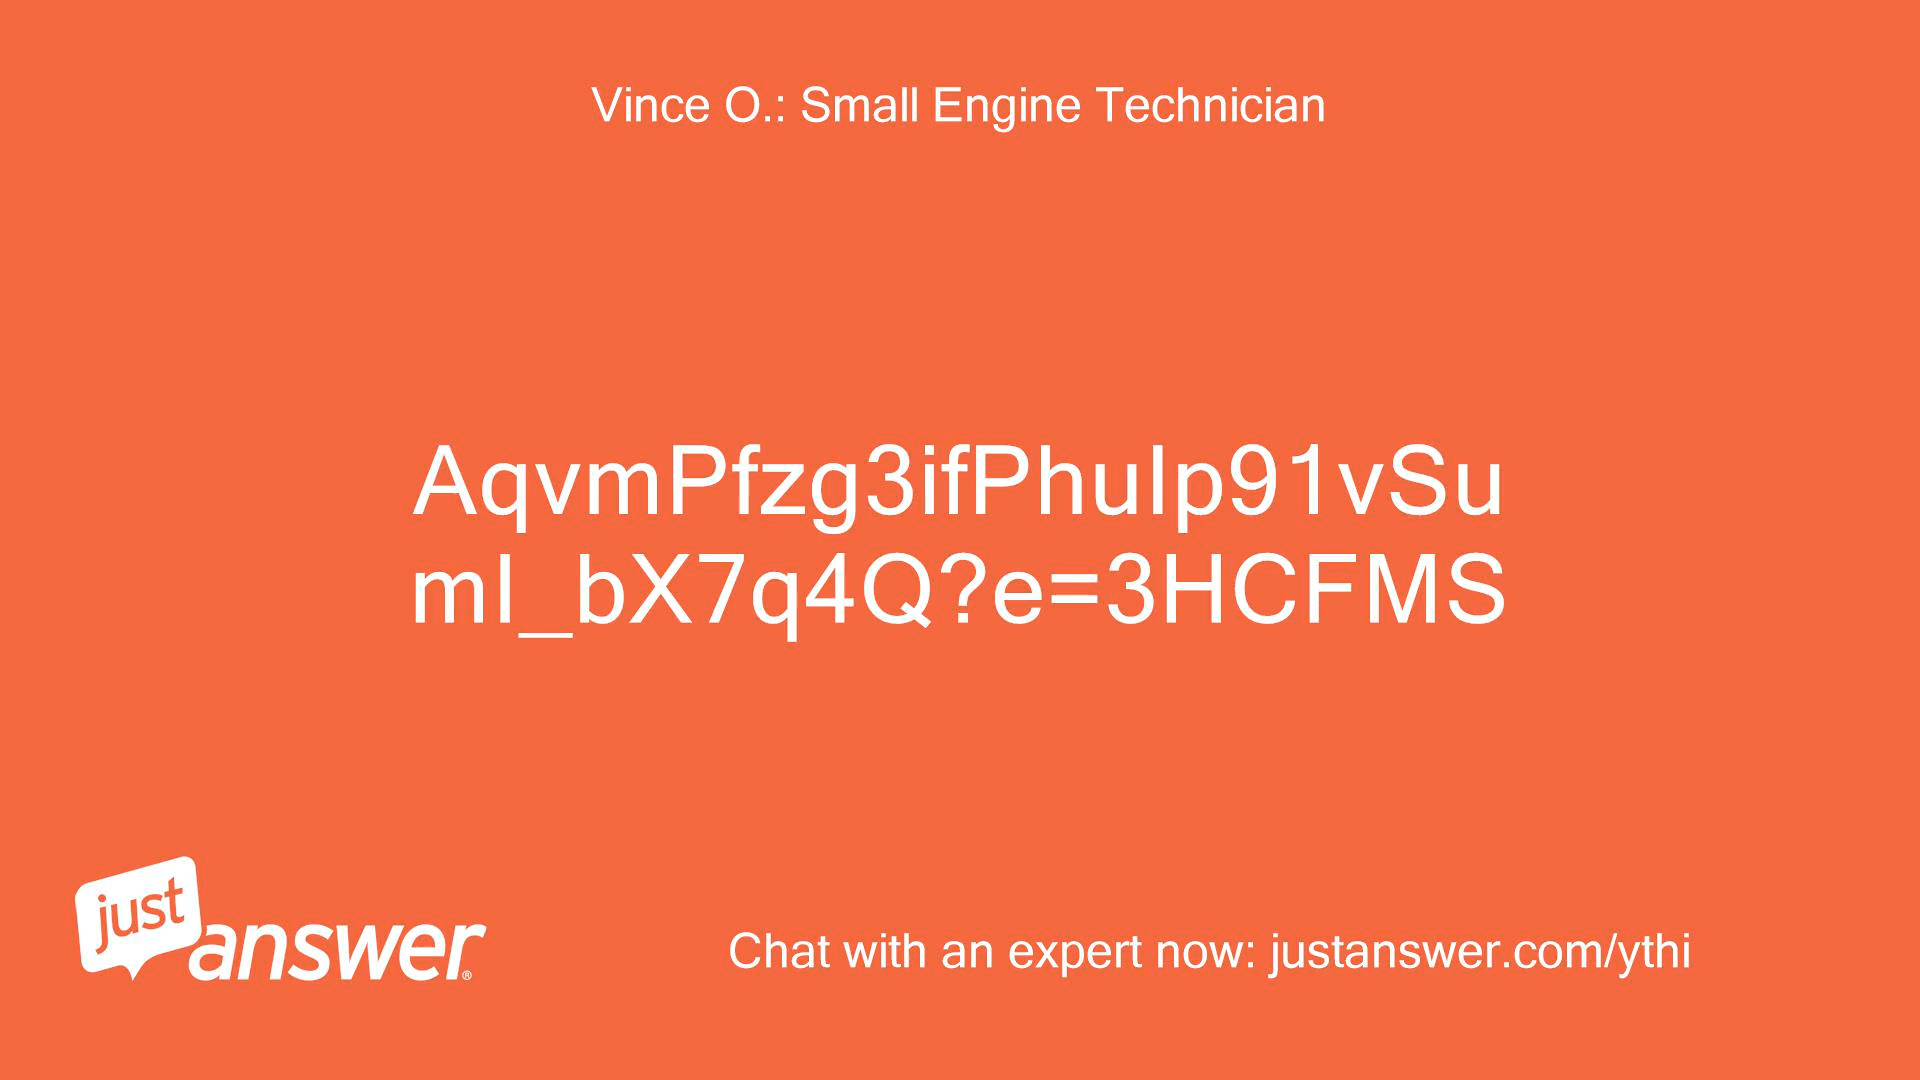 Vince O.: Small Engine Technician
AqvmPfzg3ifPhuIp91vSu
mI_bX7q4Q?e=3HCFMS
just
answer®
Chat with an expert now: justanswer.com/ythi